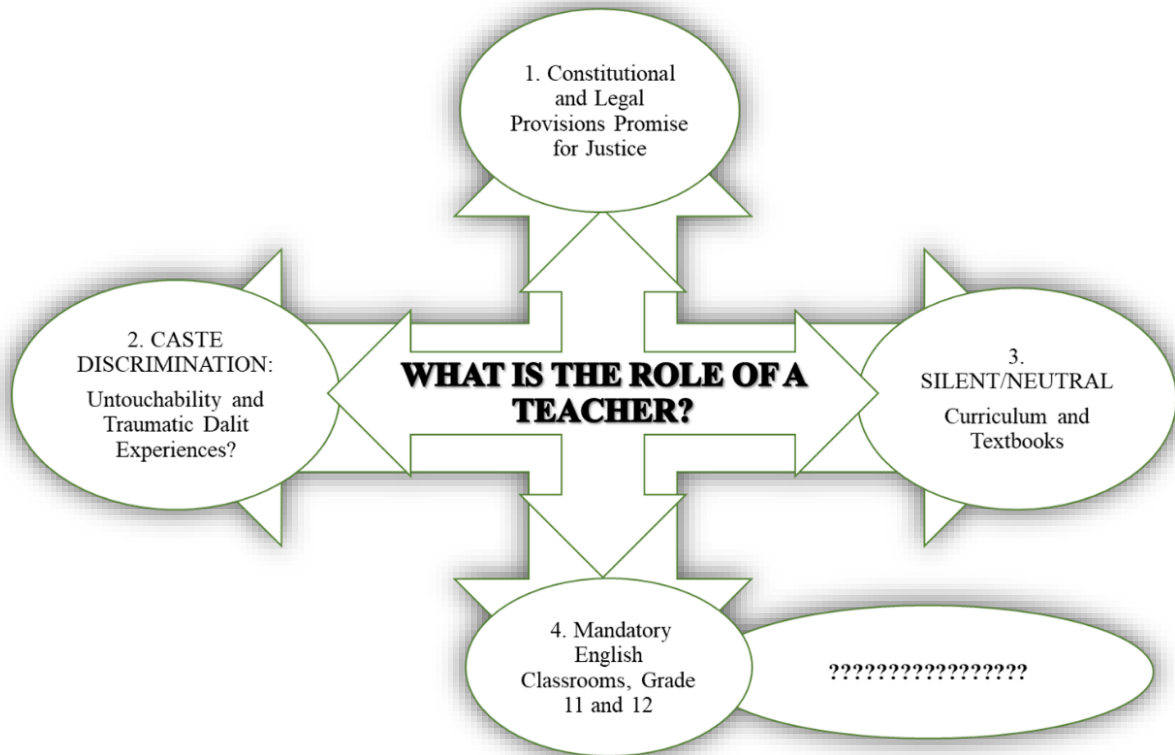 1. Constitutional
and Legal
Provisions Promise
for Justice
2. CASTE
DISCRIMINATION:
Untouchability and
Traumatic Dalit
Experiences?
WHAT IS THE ROLE OF A
TEACHER?
3.
SILENT/NEUTRAL
Curriculum and
Textbooks
4. Mandatory
English
Classrooms, Grade
11 and 12
?????????????????